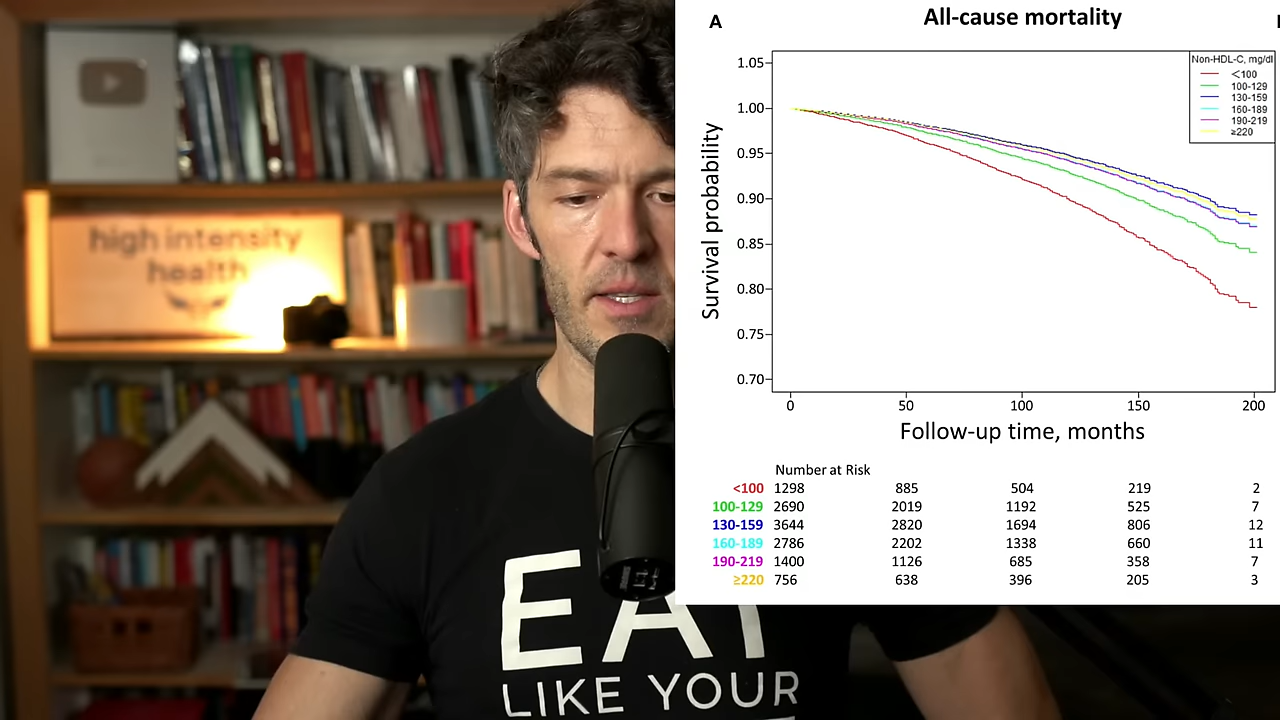 high intensity
health
EAT
LIKE YOUR
A
All-cause mortality
Survival probability
1.05
1.00
0.95
0.90
0.85
0.80
0.75
0.70
0
50
100
150
200
Follow-up time, months
Non-HDL-C, mg/dl
<100
100-129
130-159
160-189
190-219
≥220
Number at Risk
<100 1298 885 504 219 2
100-129 2690 2019 1192 525 7
130-159 3644 2820 1694 806 12
160-189 2786 2202 1338 660 11
190-219 1400 1126 685 358 7
≥220 756 638 396 205 3